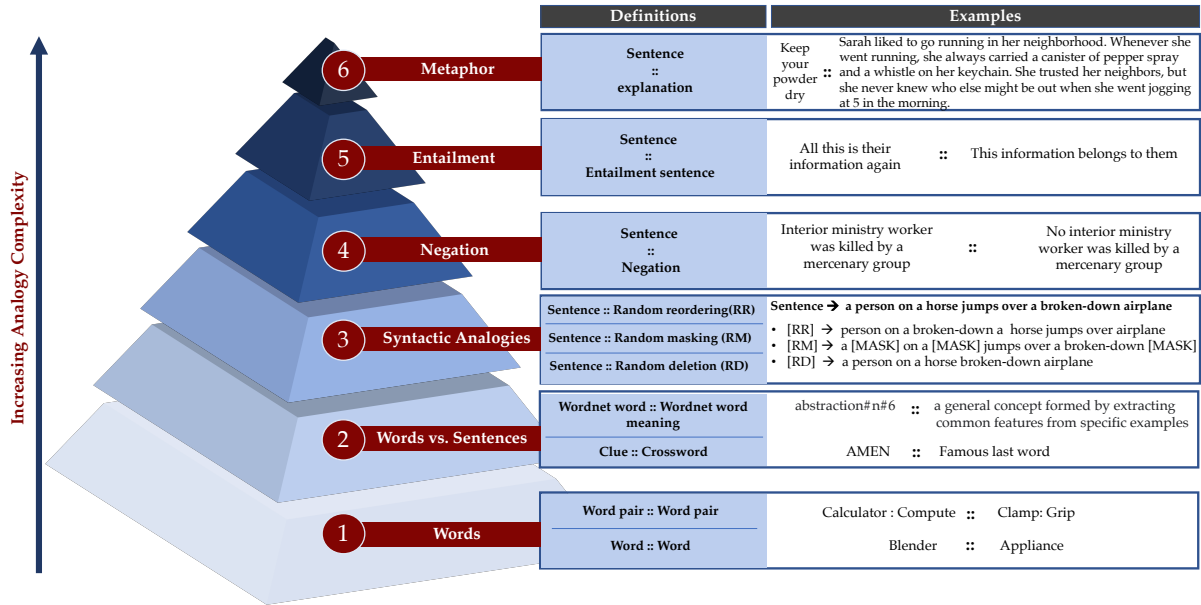 Definitions
Examples
Increasing Analogy Complexity
6
Metaphor
Sentence
::
explanation
Keep
your
powder
dry
::
Sarah liked to go running in her neighborhood. Whenever she
went running, she always carried a canister of pepper spray
and a whistle on her keychain. She trusted her neighbors, but
she never knew who else might be out when she went jogging
at 5 in the morning.
5
Entailment
Sentence
::
Entailment sentence
All this is their
information again
::
This information belongs to them
4
Negation
Sentence
::
Negation
Interior ministry worker
was killed by a
mercenary group
::
No interior ministry
worker was killed by a
mercenary group
3
Syntactic Analogies
Sentence :: Random reordering(RR)
Sentence :: Random masking (RM)
Sentence :: Random deletion (RD)
Sentence → a person on a horse jumps over a broken-down airplane
• [RR] → person on a broken-down a horse jumps over airplane
• [RM] → a [MASK] on a [MASK] jumps over a broken-down [MASK]
• [RD] → a person on a horse broken-down airplane
2
Words vs. Sentences
Wordnet word :: Wordnet word
meaning
Clue :: Crossword
abstraction#n#6 :: a general concept formed by extracting
common features from specific examples
AMEN :: Famous last word
1
Words
Word pair :: Word pair
Word :: Word
Calculator : Compute :: Clamp: Grip
Blender :: Appliance